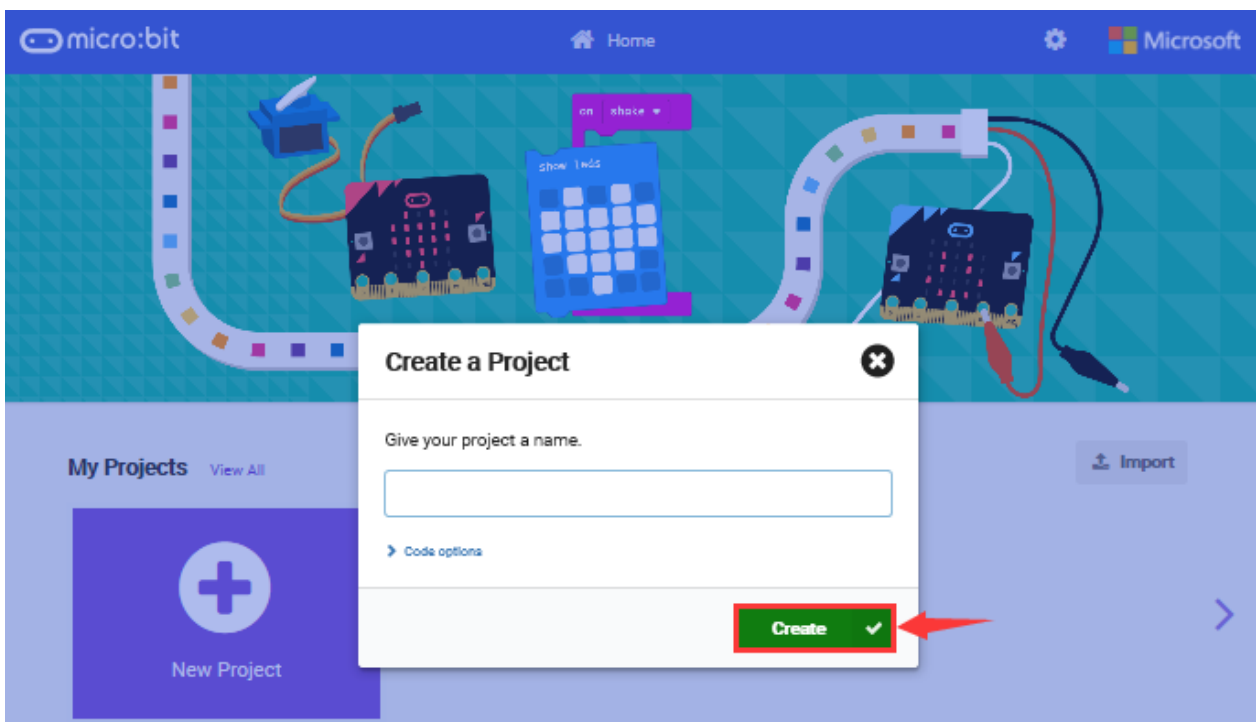 micro:bit
Home
Microsoft
on shake
show leds
Create a Project
Give your project a name.
My Projects View All
Import
Code options
Create
New Project